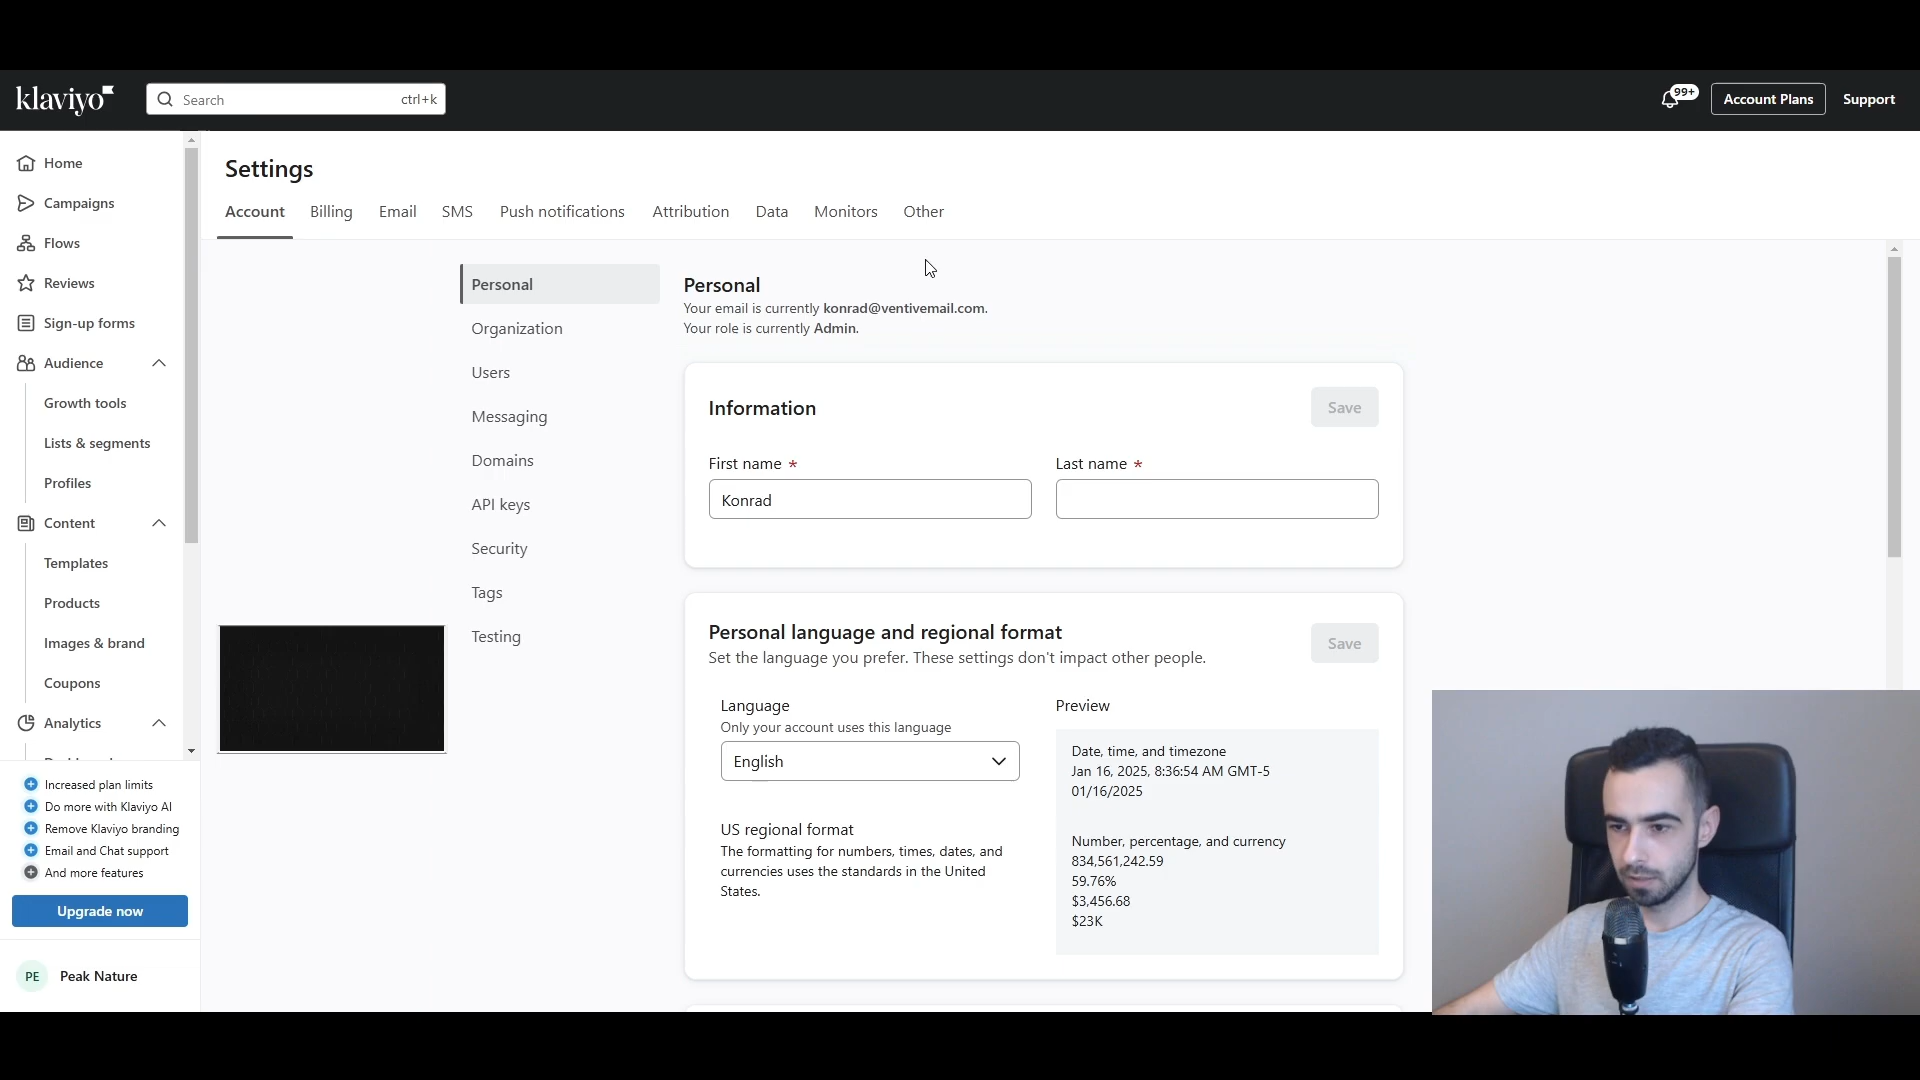 klaviyo
Search
ctrl+k
99+
Account Plans
Support
Home
Campaigns
Flows
Reviews
Sign-up forms
Audience
Growth tools
Lists & segments
Profiles
Content
Templates
Products
Images & brand
Coupons
Analytics
Increased plan limits
Do more with Klaviyo AI
Remove Klaviyo branding
Email and Chat support
And more features
Upgrade now
PE
Peak Nature
Settings
Account
Billing
Email
SMS
Push notifications
Attribution
Data
Monitors
Other
Personal
Organization
Users
Messaging
Domains
API keys
Security
Tags
Testing
Personal
Your email is currently konrad@ventivemail.com.
Your role is currently Admin.
Information
Save
First name *
Konrad
Last name *
Personal language and regional format
Set the language you prefer. These settings don't impact other people.
Save
Language
Only your account uses this language
English
US regional format
The formatting for numbers, times, dates, and
currencies uses the standards in the United
States.
Preview
Date, time, and timezone
Jan 16, 2025, 8:36:54 AM GMT-5
01/16/2025
Number, percentage, and currency
834,561,242.59
59.76%
$3,456.68
$23K